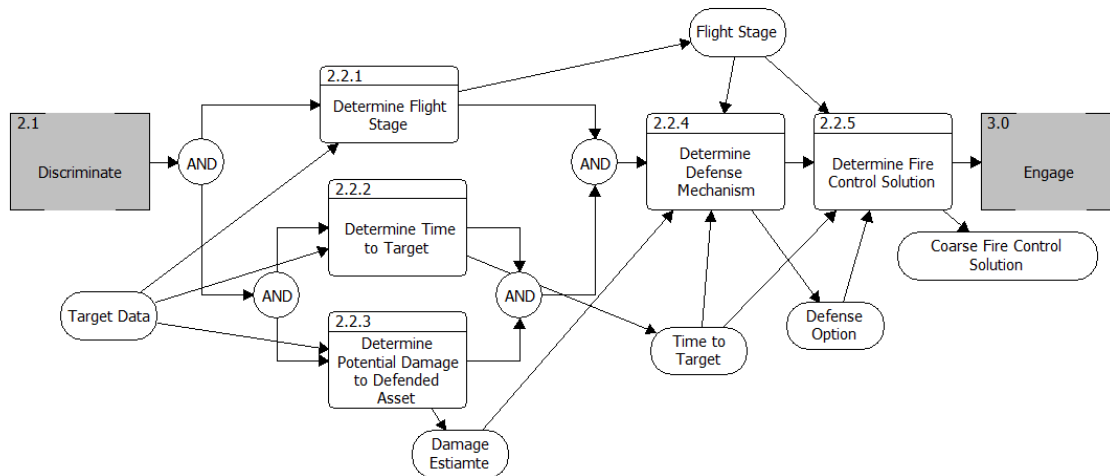 Flight Stage
2.2.1
Determine Flight
Stage
2.1
Discriminate
AND
AND
2.2.4
Determine
Defense
Mechanism
2.2.5
Determine Fire
Control Solution
3.0
Engage
2.2.2
Determine Time
to Target
Coarse Fire Control
Solution
AND
AND
Target Data
2.2.3
Determine
Potential Damage
to Defended
Asset
Time to
Target
Defense
Option
Damage
Estiamte